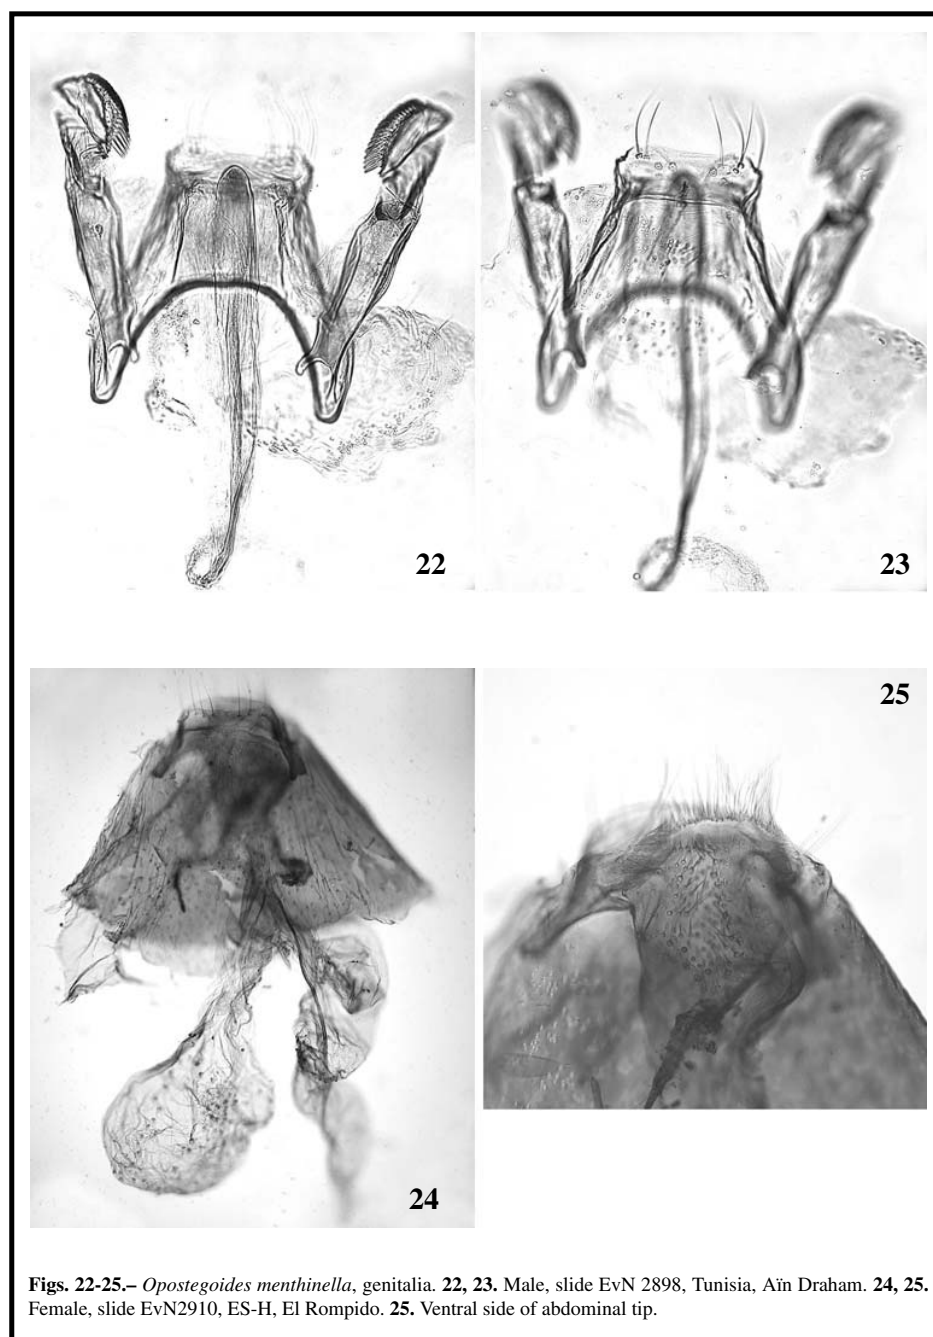 22
23
25
24
Figs. 22-25.– Opostegoides menthinella, genitalia. 22, 23. Male, slide EvN 2898, Tunisia, Aïn Draham. 24, 25.
Female, slide EvN2910, ES-H, El Rompido. 25. Ventral side of abdominal tip.